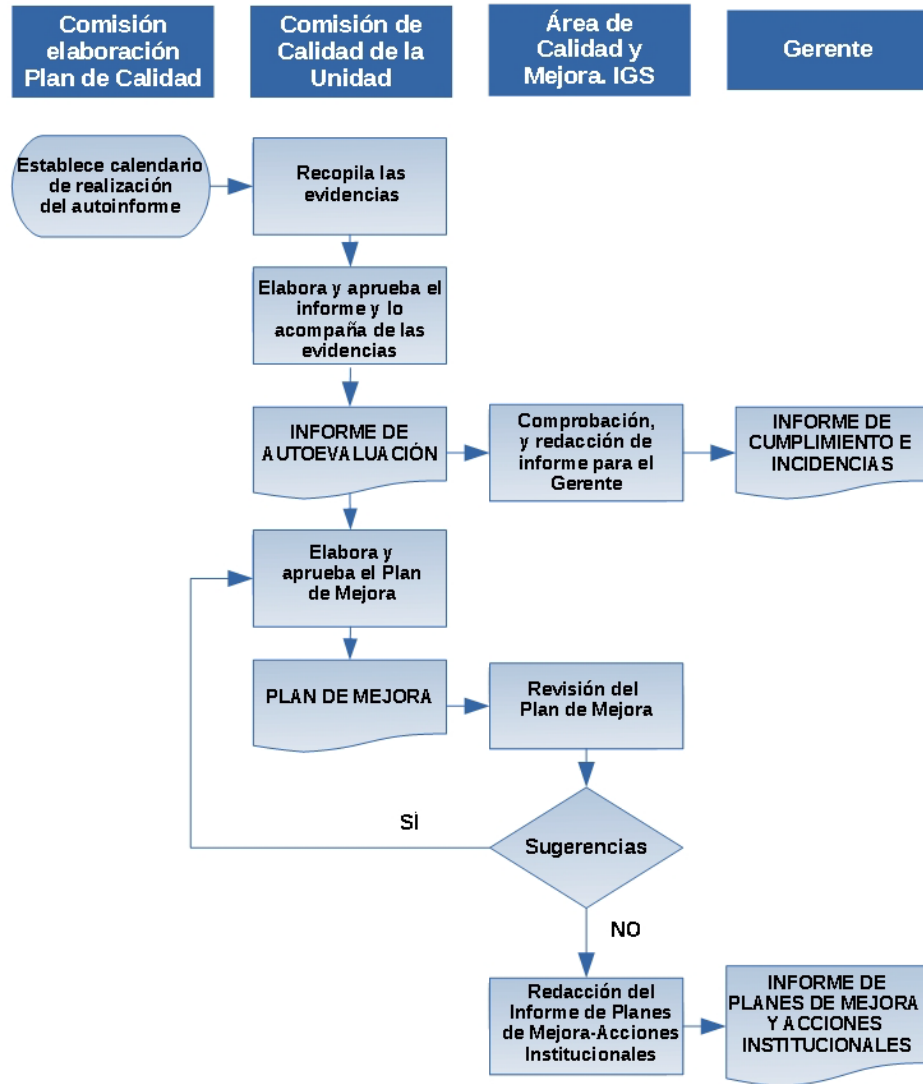 Comisión
elaboración
Plan de Calidad
Comisión de
Calidad de la
Unidad
Área de
Calidad y
Mejora. IGS
Gerente
Establece calendario
de realización
del autoinforme
Recopila las
evidencias
Elabora y aprueba el
informe y lo
acompaña de las
evidencias
INFORME DE
AUTOEVALUACIÓN
Comprobación,
y redacción de
informe para el
Gerente
INFORME DE
CUMPLIMIENTO E
INCIDENCIAS
Elabora y
aprueba el Plan
de Mejora
PLAN DE MEJORA
Revisión del
Plan de Mejora
SÍ
Sugerencias
NO
Redacción del
Informe de Planes
de Mejora-Acciones
Institucionales
INFORME DE
PLANES DE MEJORA
Y ACCIONES
INSTITUCIONALES